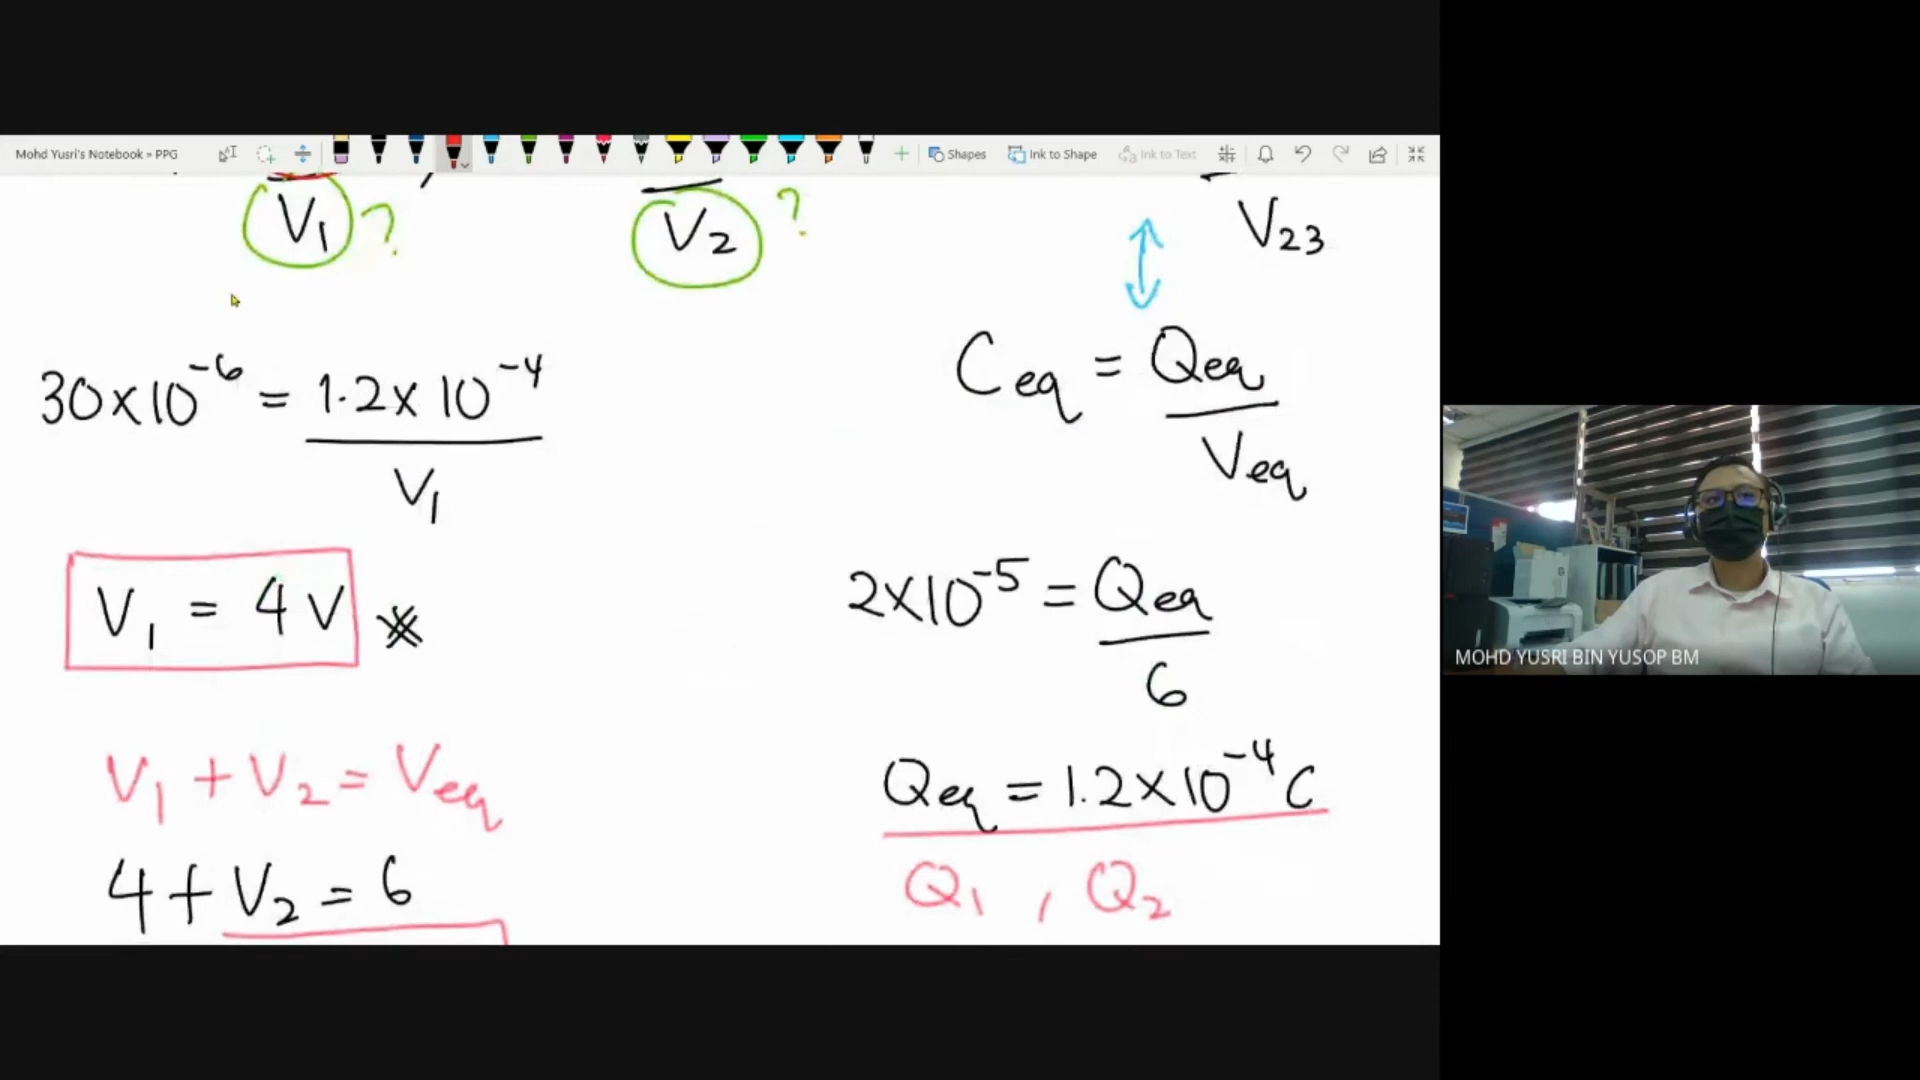 Mohd Yusri's Notebook » PPG
Shapes
Ink to Shape
Ink to Text
V₁ ?
V₂ ?
V₂₃
30 x 10⁻⁶ = 1.2 x 10⁻⁴
V₁
V₁ = 4 V
V₁ + V₂ = Veq
4 + V₂ = 6
Ceq = Qeq
Veq
2 x 10⁻⁵ = Qeq
6
Qeq = 1.2 x 10⁻⁴ C
Q₁ , Q₂
MOHD YUSRI BIN YUSOP BM